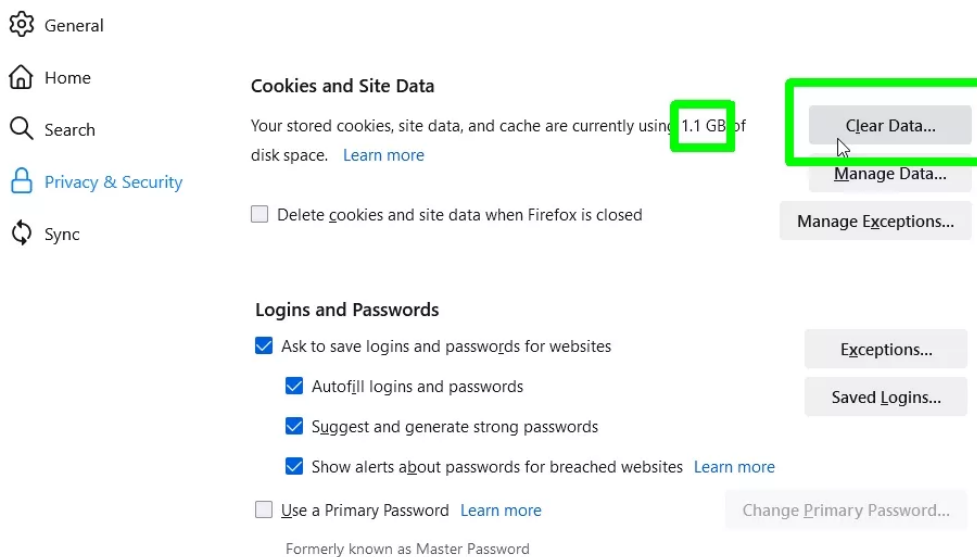 General
Home
Search
Privacy & Security
Sync
Cookies and Site Data
Your stored cookies, site data, and cache are currently using 1.1 GB of
disk space. Learn more
Clear Data...
Manage Data...
Delete cookies and site data when Firefox is closed
Manage Exceptions...
Logins and Passwords
Ask to save logins and passwords for websites
Exceptions...
Autofill logins and passwords
Saved Logins...
Suggest and generate strong passwords
Show alerts about passwords for breached websites Learn more
Use a Primary Password Learn more
Change Primary Password...
Formerly known as Master Password